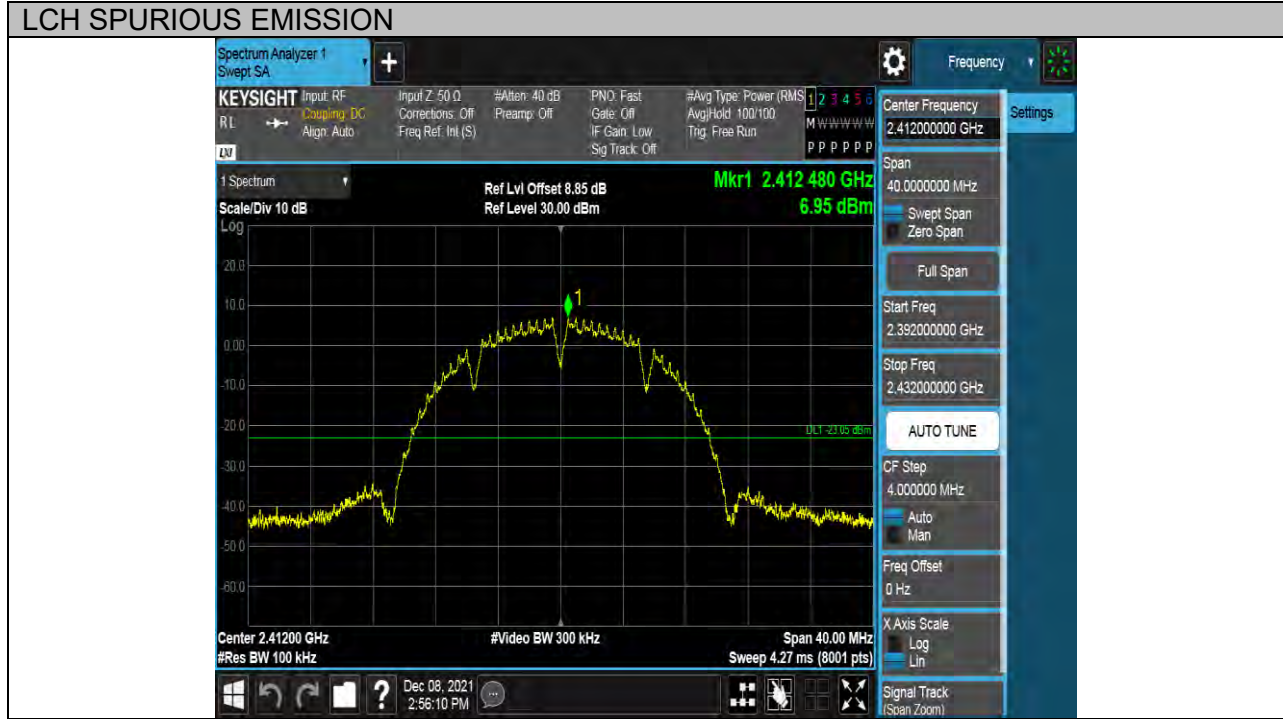 LCH SPURIOUS EMISSION
Spectrum Analyzer 1
Swept SA
Frequency
KEYSIGHT
RL
LXI
Input: RF
Coupling: DC
Align: Auto
Input Z: 50 Ω
Corrections: Off
Freq Ref: Int (S)
#Atten: 40 dB
Preamp: Off
PNO: Fast
Gate: Off
IF Gain: Low
Sig Track: Off
#Avg Type: Power (RMS
Avg|Hold: 100/100
Trig: Free Run
1 2 3 4 5 6
M W W W W W
P P P P P P
1 Spectrum
Scale/Div 10 dB
Log
Ref Lvl Offset 8.85 dB
Ref Level 30.00 dBm
Mkr1 2.412 480 GHz
6.95 dBm
20.0
10.0
0.00
-10.0
-20.0
-30.0
-40.0
-50.0
-60.0
1
DL1 -23.05 dBm
Center 2.41200 GHz
#Res BW 100 kHz
#Video BW 300 kHz
Span 40.00 MHz
Sweep 4.27 ms (8001 pts)
Dec 08, 2021
2:56:10 PM
Center Frequency
2.412000000 GHz
Settings
Span
40.0000000 MHz
Swept Span
Zero Span
Full Span
Start Freq
2.392000000 GHz
Stop Freq
2.432000000 GHz
AUTO TUNE
CF Step
4.000000 MHz
Auto
Man
Freq Offset
0 Hz
X Axis Scale
Log
Lin
Signal Track
(Span Zoom)